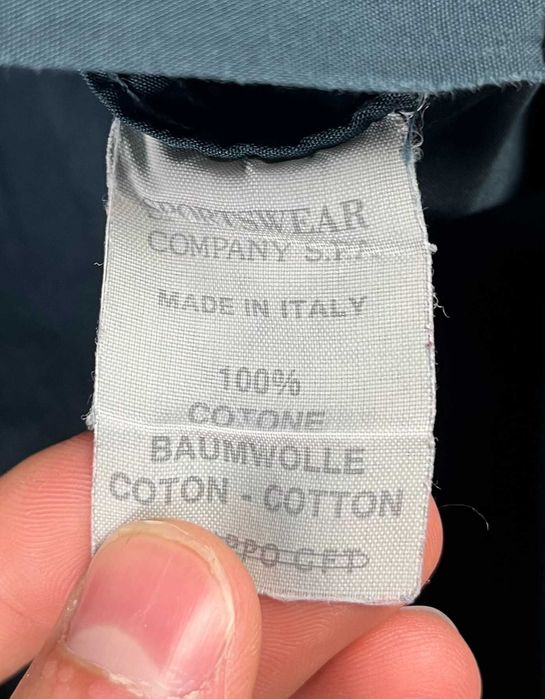 SPORTSWEAR
COMPANY S.P.A.
MADE IN ITALY
100%
COTONE
BAUMWOLLE
COTON - COTTON